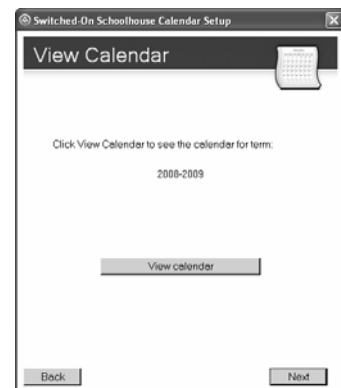 Switched-On Schoolhouse Calendar Setup
View Calendar
Click View Calendar to see the calendar for term:
2008-2009
View calendar
Back Next